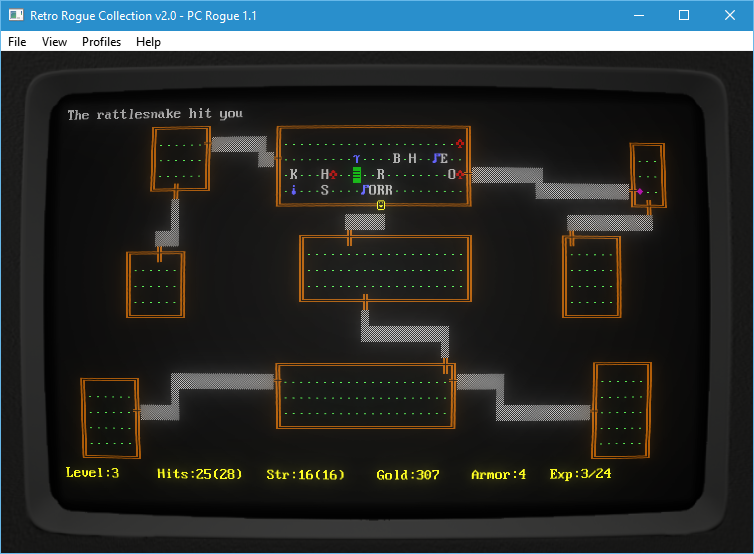 Retro Rogue Collection v2.0 - PC Rogue 1.1
File View Profiles Help
The rattlesnake hit you
B H E
K H R O
S ORR
Level:3 Hits:25(28) Str:16(16) Gold:307 Armor:4 Exp:3/24